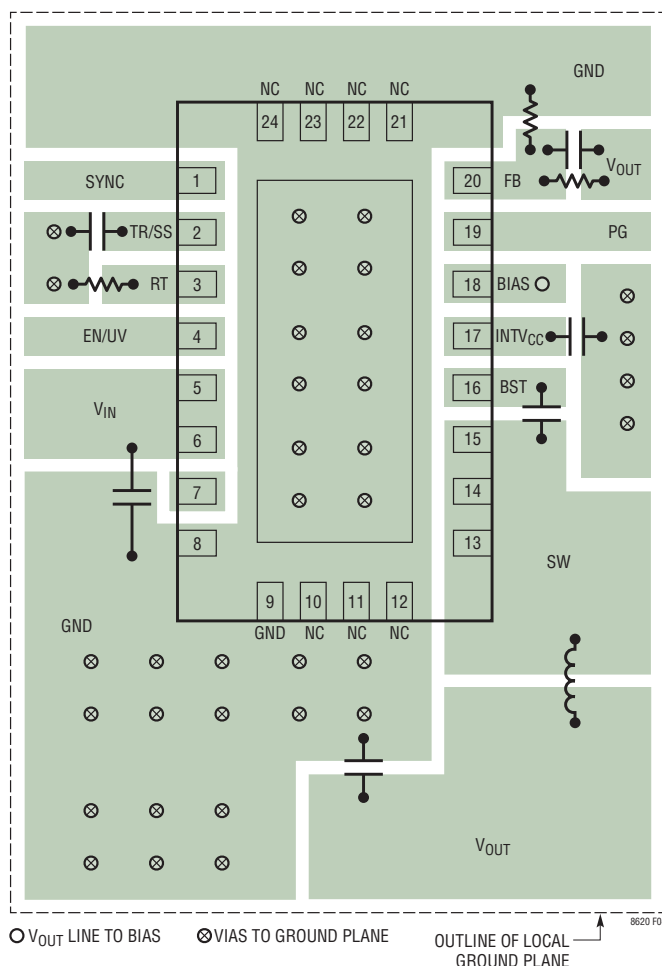 GND
NC NC NC NC
24 23 22 21
SYNC 1 20 FB VOUT
TR/SS 2 19 PG
RT 3 18 BIAS
EN/UV 4 17 INTVCC
5 16 BST
VIN
6 15
7 14
8 13
SW
9 10 11 12
GND NC NC NC
GND
VOUT
8620 F0
VOUT LINE TO BIAS VIAS TO GROUND PLANE OUTLINE OF LOCAL
GROUND PLANE